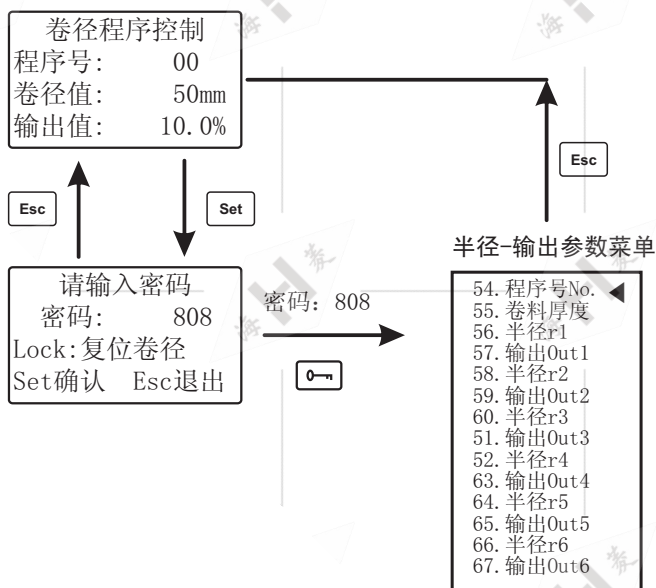 卷径程序控制
程序号: 00
卷径值: 50mm
输出值: 10.0%
Esc
Set
Esc
请输入密码
密码: 808
Lock:复位卷径
Set确认 Esc退出
密码: 808
半径-输出参数菜单
54.程序号No.
55.卷料厚度
56.半径r1
57.输出Out1
58.半径r2
59.输出Out2
60.半径r3
51.输出Out3
52.半径r4
63.输出Out4
64.半径r5
65.输出Out5
66.半径r6
67.输出Out6
海菱
海
海菱
海
菱